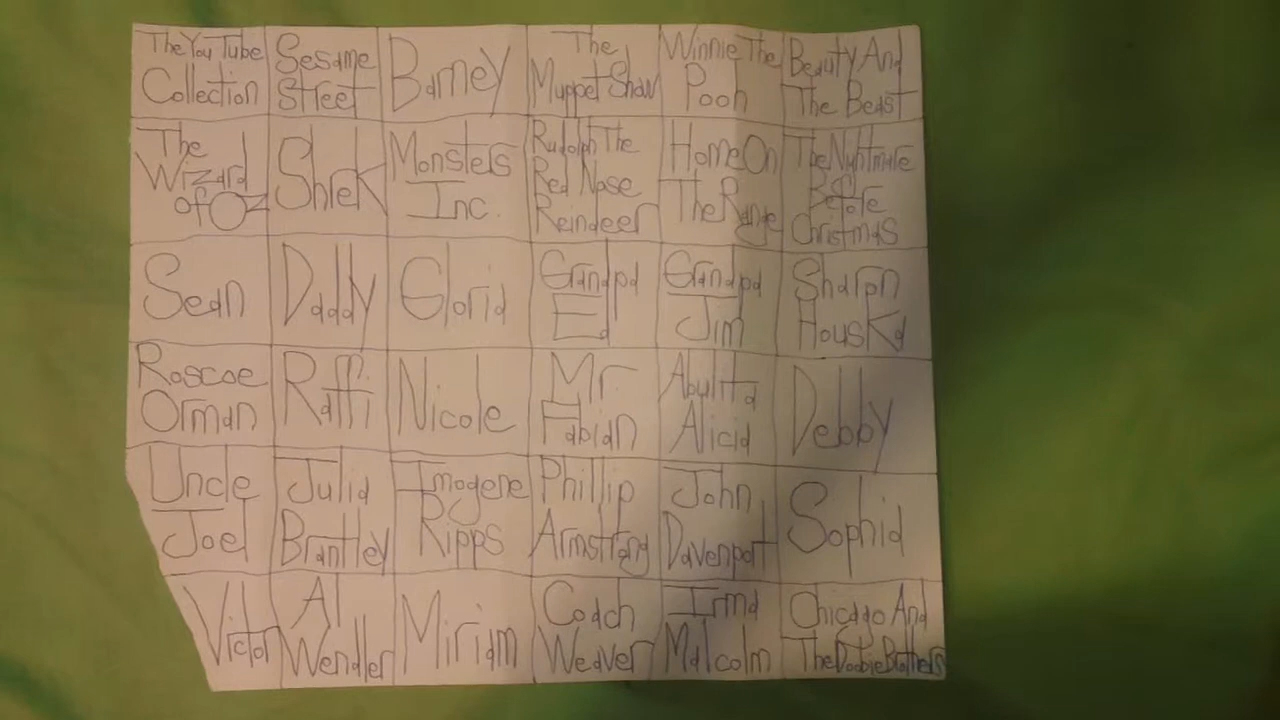 The You Tube
Collection
Sesame
Street
Barney
The
Muppet Show
Winnie The
Pooh
Beauty And
The Beast
The
Wizard
of Oz
Shrek
Monsters
Inc.
Rudolph The
Red Nose
Reindeer
Home On
The Range
The Nightmare
Before
Christmas
Sean
Daddy
Gloria
Grandpa
Ed
Grandpa
Jim
Sharon
Houska
Roscoe
Orman
Raffi
Nicole
Mr.
Fabian
Abulita
Alicia
Debby
Uncle
Joel
Julia
Brantley
Imogene
Ripps
Phillip
Armstrong
John
Davenport
Sophia
Victor
Al
Wendler
Miriam
Coach
Weaver
Irma
Malcolm
Chicago And
The Doobie Brothers